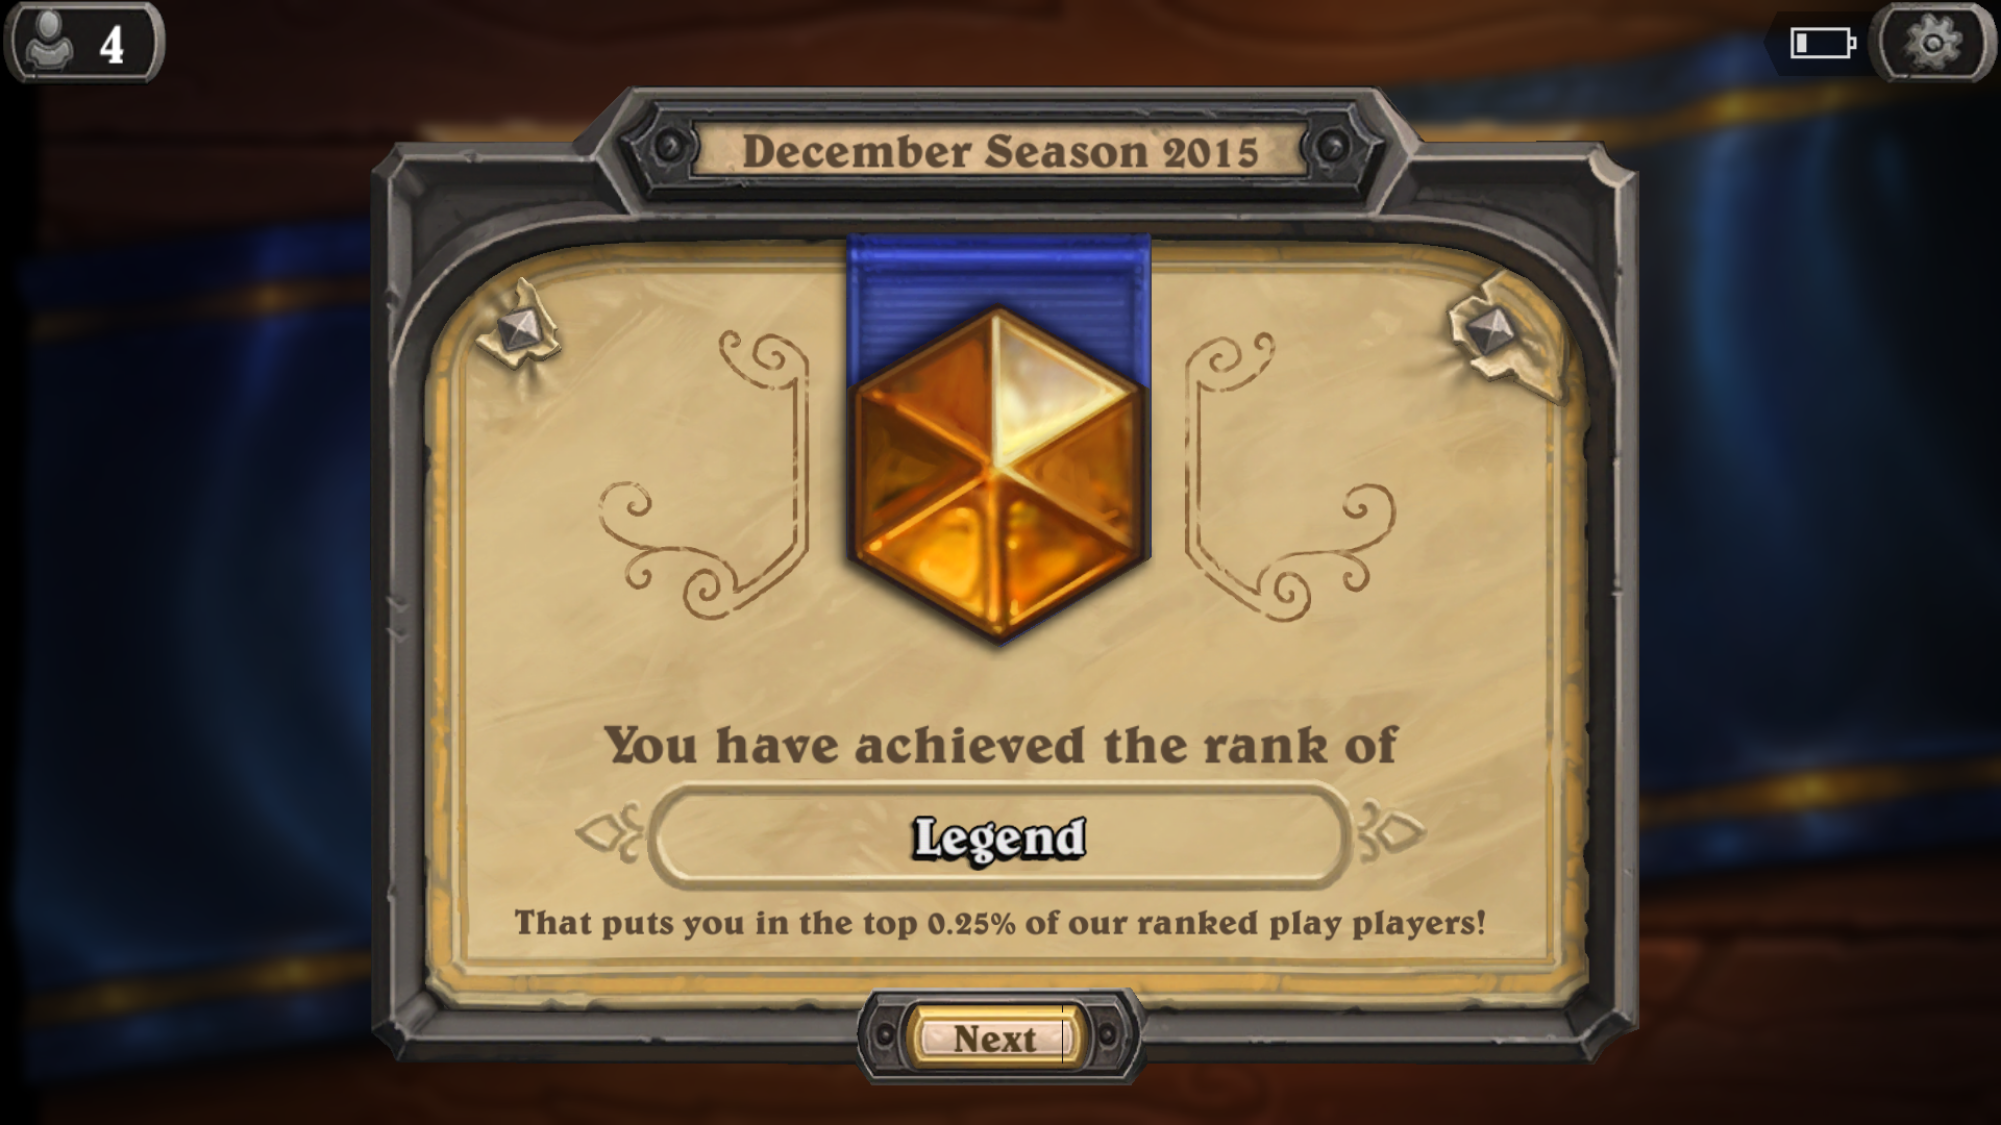 4
December Season 2015
You have achieved the rank of
Legend
That puts you in the top 0.25% of our ranked play players!
Next